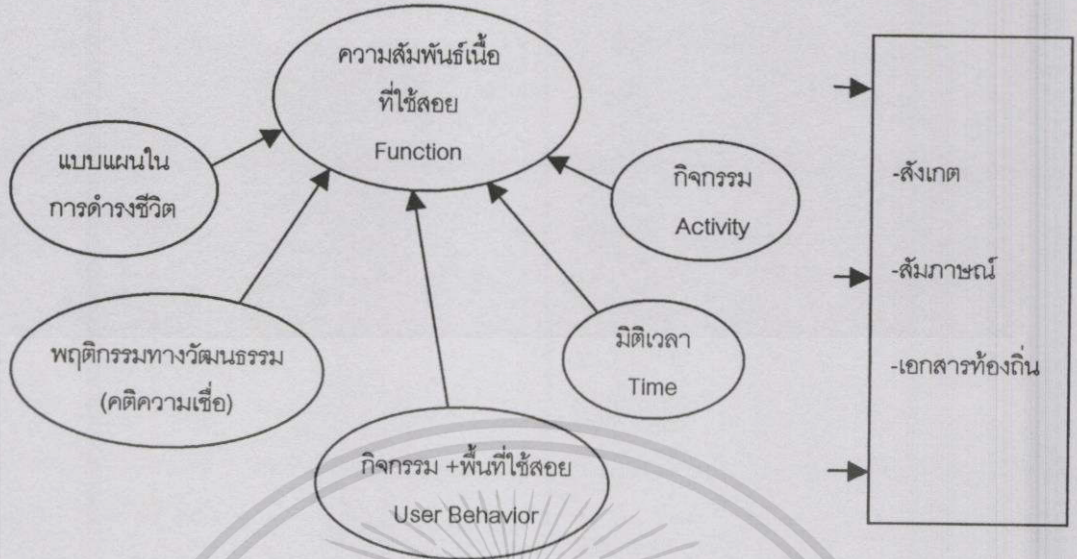 ความสัมพันธ์เนื้อ
ที่ใช้สอย
Function
แบบแผนใน
การดำรงชีวิต
กิจกรรม
Activity
พฤติกรรมทางวัฒนธรรม
(คติความเชื่อ)
มิติเวลา
Time
กิจกรรม +พื้นที่ใช้สอย
User Behavior
-สังเกต
-สัมภาษณ์
-เอกสารท้องถิ่น